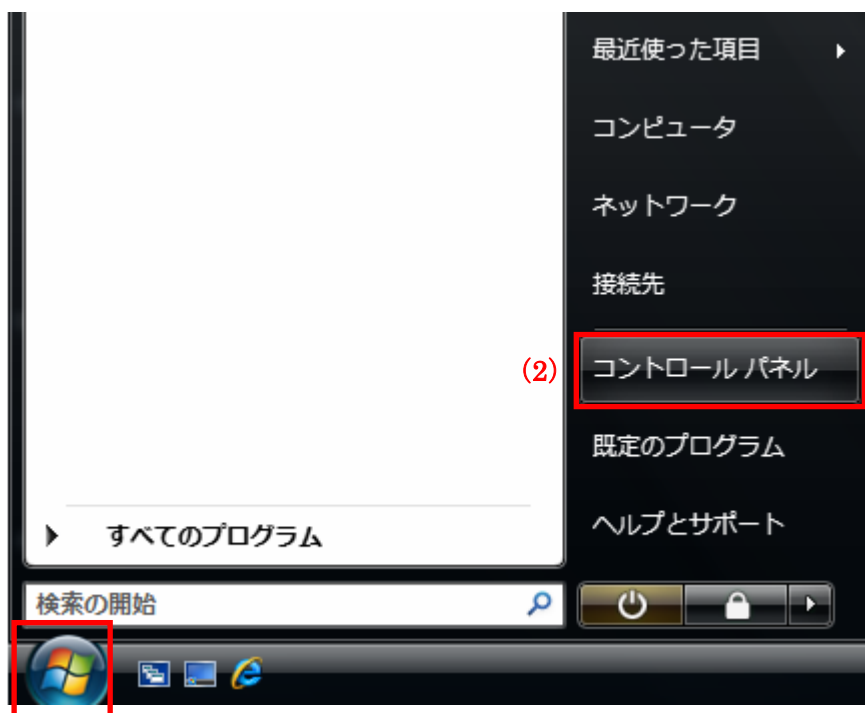 最近使った項目
コンピュータ
ネットワーク
接続先
(2)
コントロール パネル
既定のプログラム
ヘルプとサポート
すべてのプログラム
検索の開始